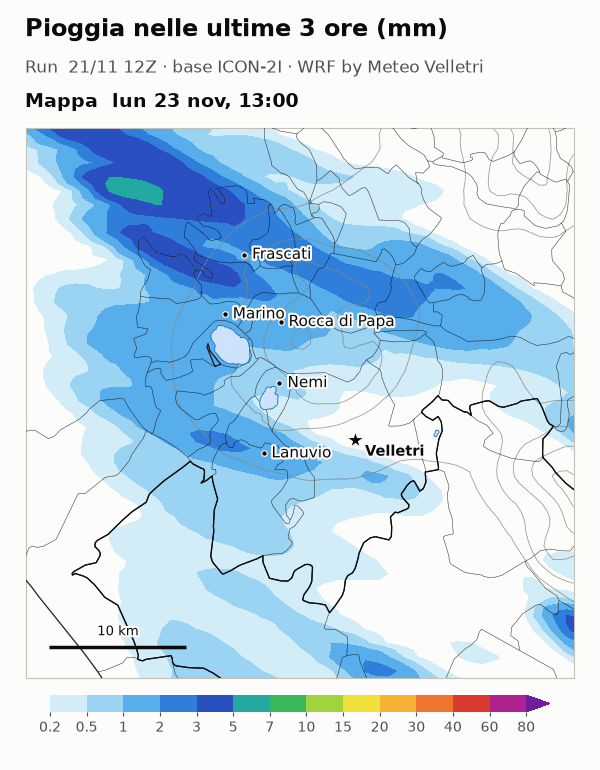 Pioggia nelle ultime 3 ore (mm)
Run 21/11 12Z · base ICON-2I · WRF by Meteo Velletri
Mappa lun 23 nov, 13:00
Frascati
Marino
Rocca di Papa
Nemi
Velletri
Lanuvio
10 km
0.2 0.5 1 2 3 5 7 10 15 20 30 40 60 80